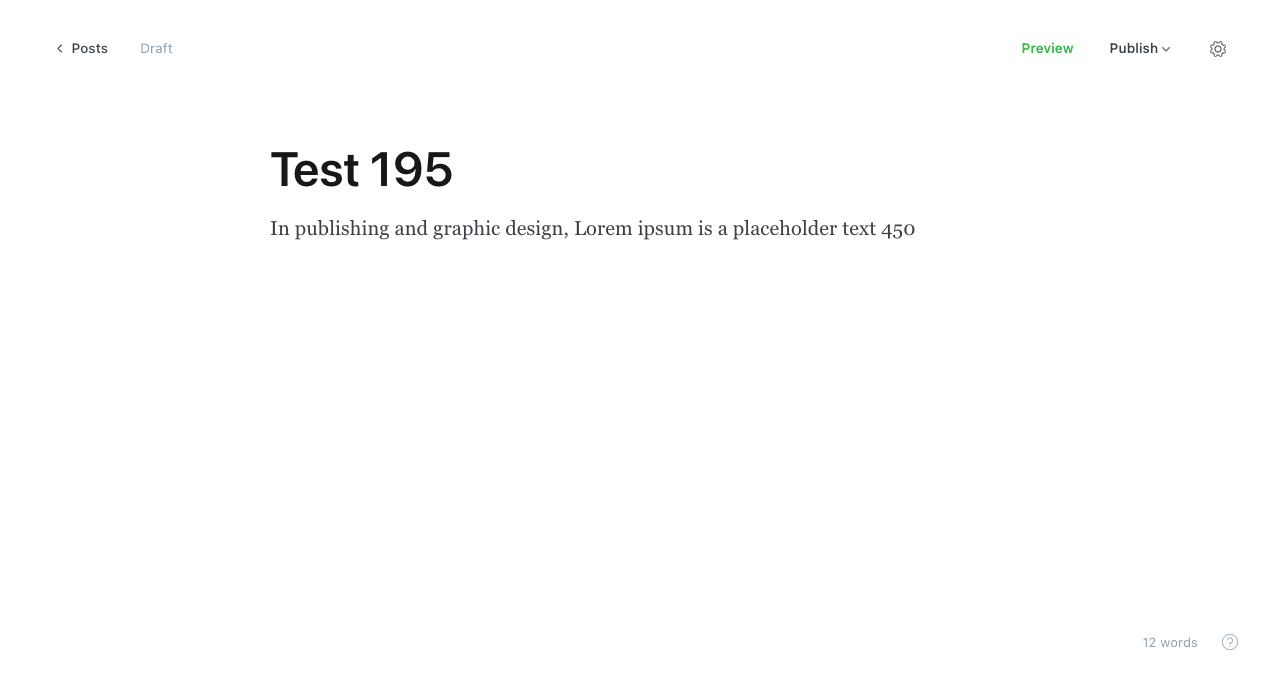 Posts Draft Preview Publish
Test 195
In publishing and graphic design, Lorem ipsum is a placeholder text 450
12 words